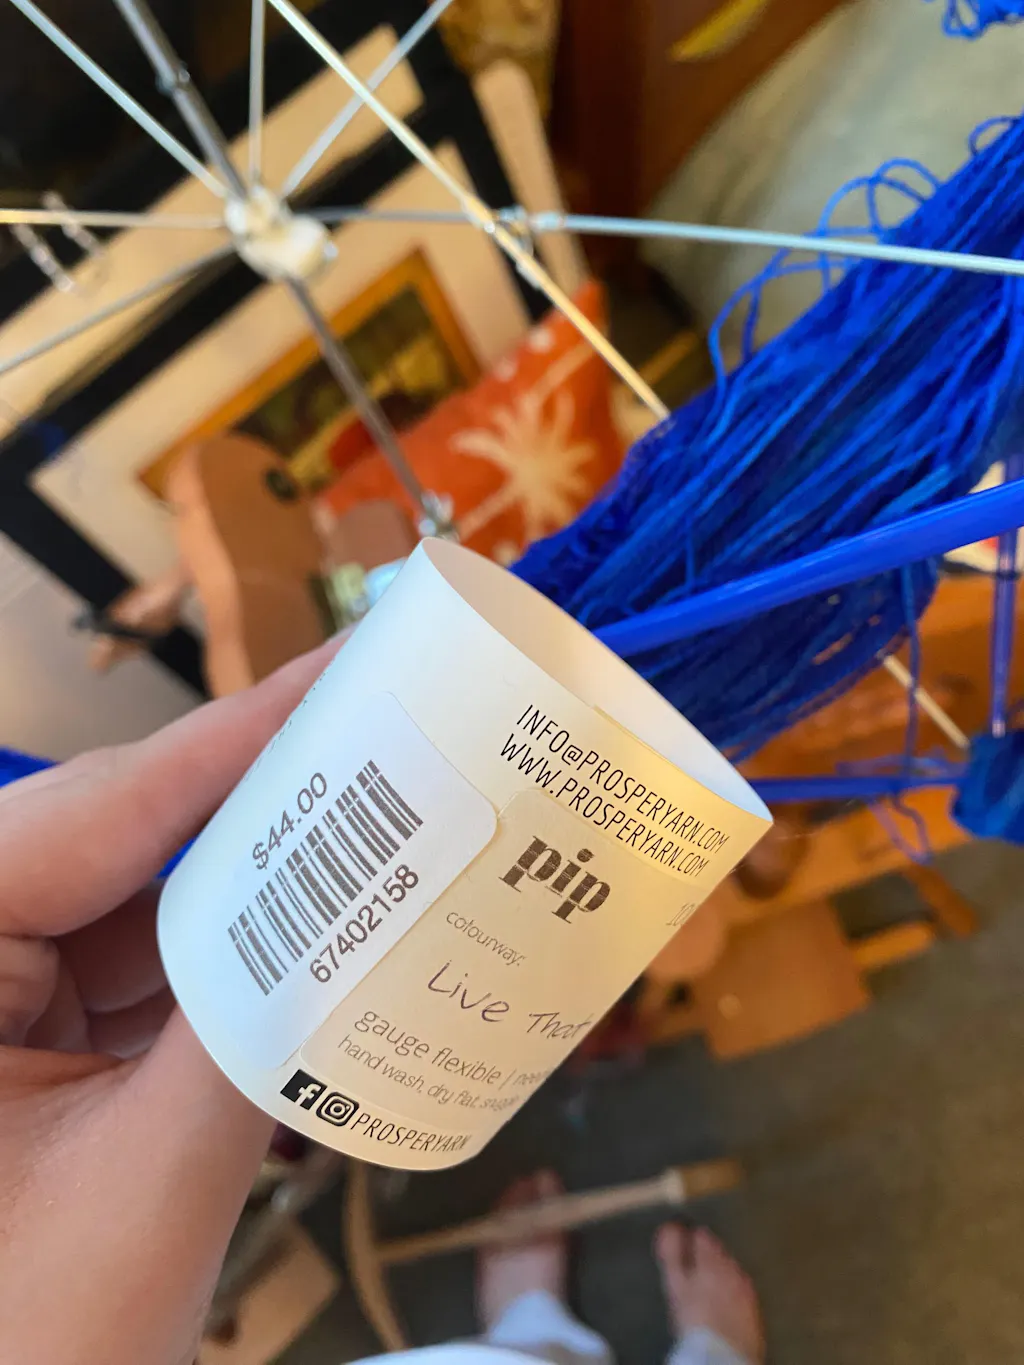 $44.00
67402158
INFO@PROSPERYARN.COM
WWW.PROSPERYARN.COM
pip
colourway:
Live That
gauge flexible |
hand wash, dry flat,
PROSPERYARN